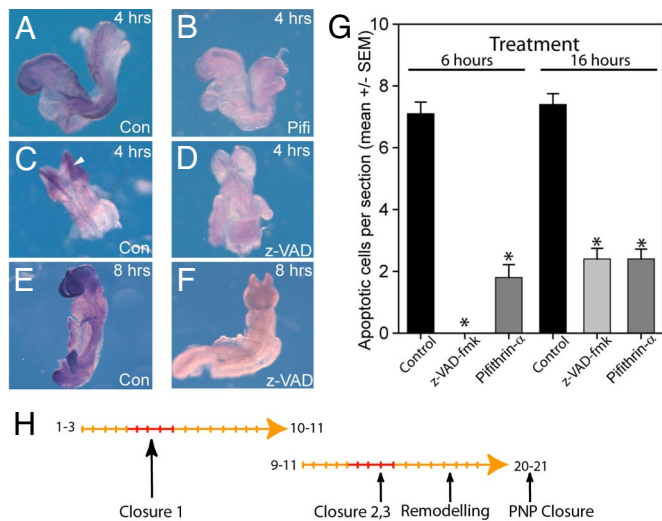 A
4 hrs
Con
B
4 hrs
Pifi
C
4 hrs
Con
D
4 hrs
z-VAD
E
8 hrs
Con
F
8 hrs
z-VAD
G
Apoptotic cells per section (mean +/- SEM)
10
8
6
4
2
0
Treatment
6 hours
16 hours
*
*
*
*
Control
z-VAD-fmk
Pifithrin-α
Control
z-VAD-fmk
Pifithrin-α
H
1-3
10-11
9-11
20-21
Closure 1
Closure 2,3
Remodelling
PNP Closure